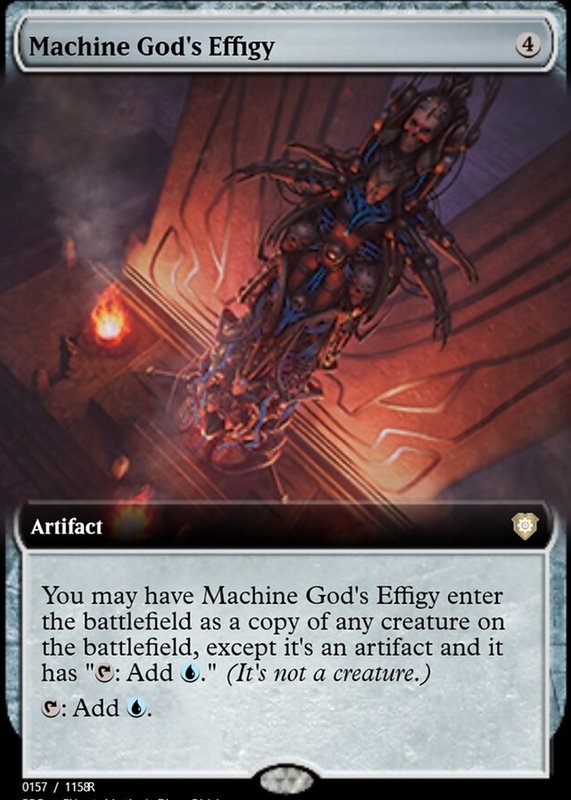 Machine God's Effigy 4
Artifact
You may have Machine God's Effigy enter
the battlefield as a copy of any creature on
the battlefield, except it's an artifact and it
has ": Add ." (It's not a creature.)
: Add .
0157 / 1158R